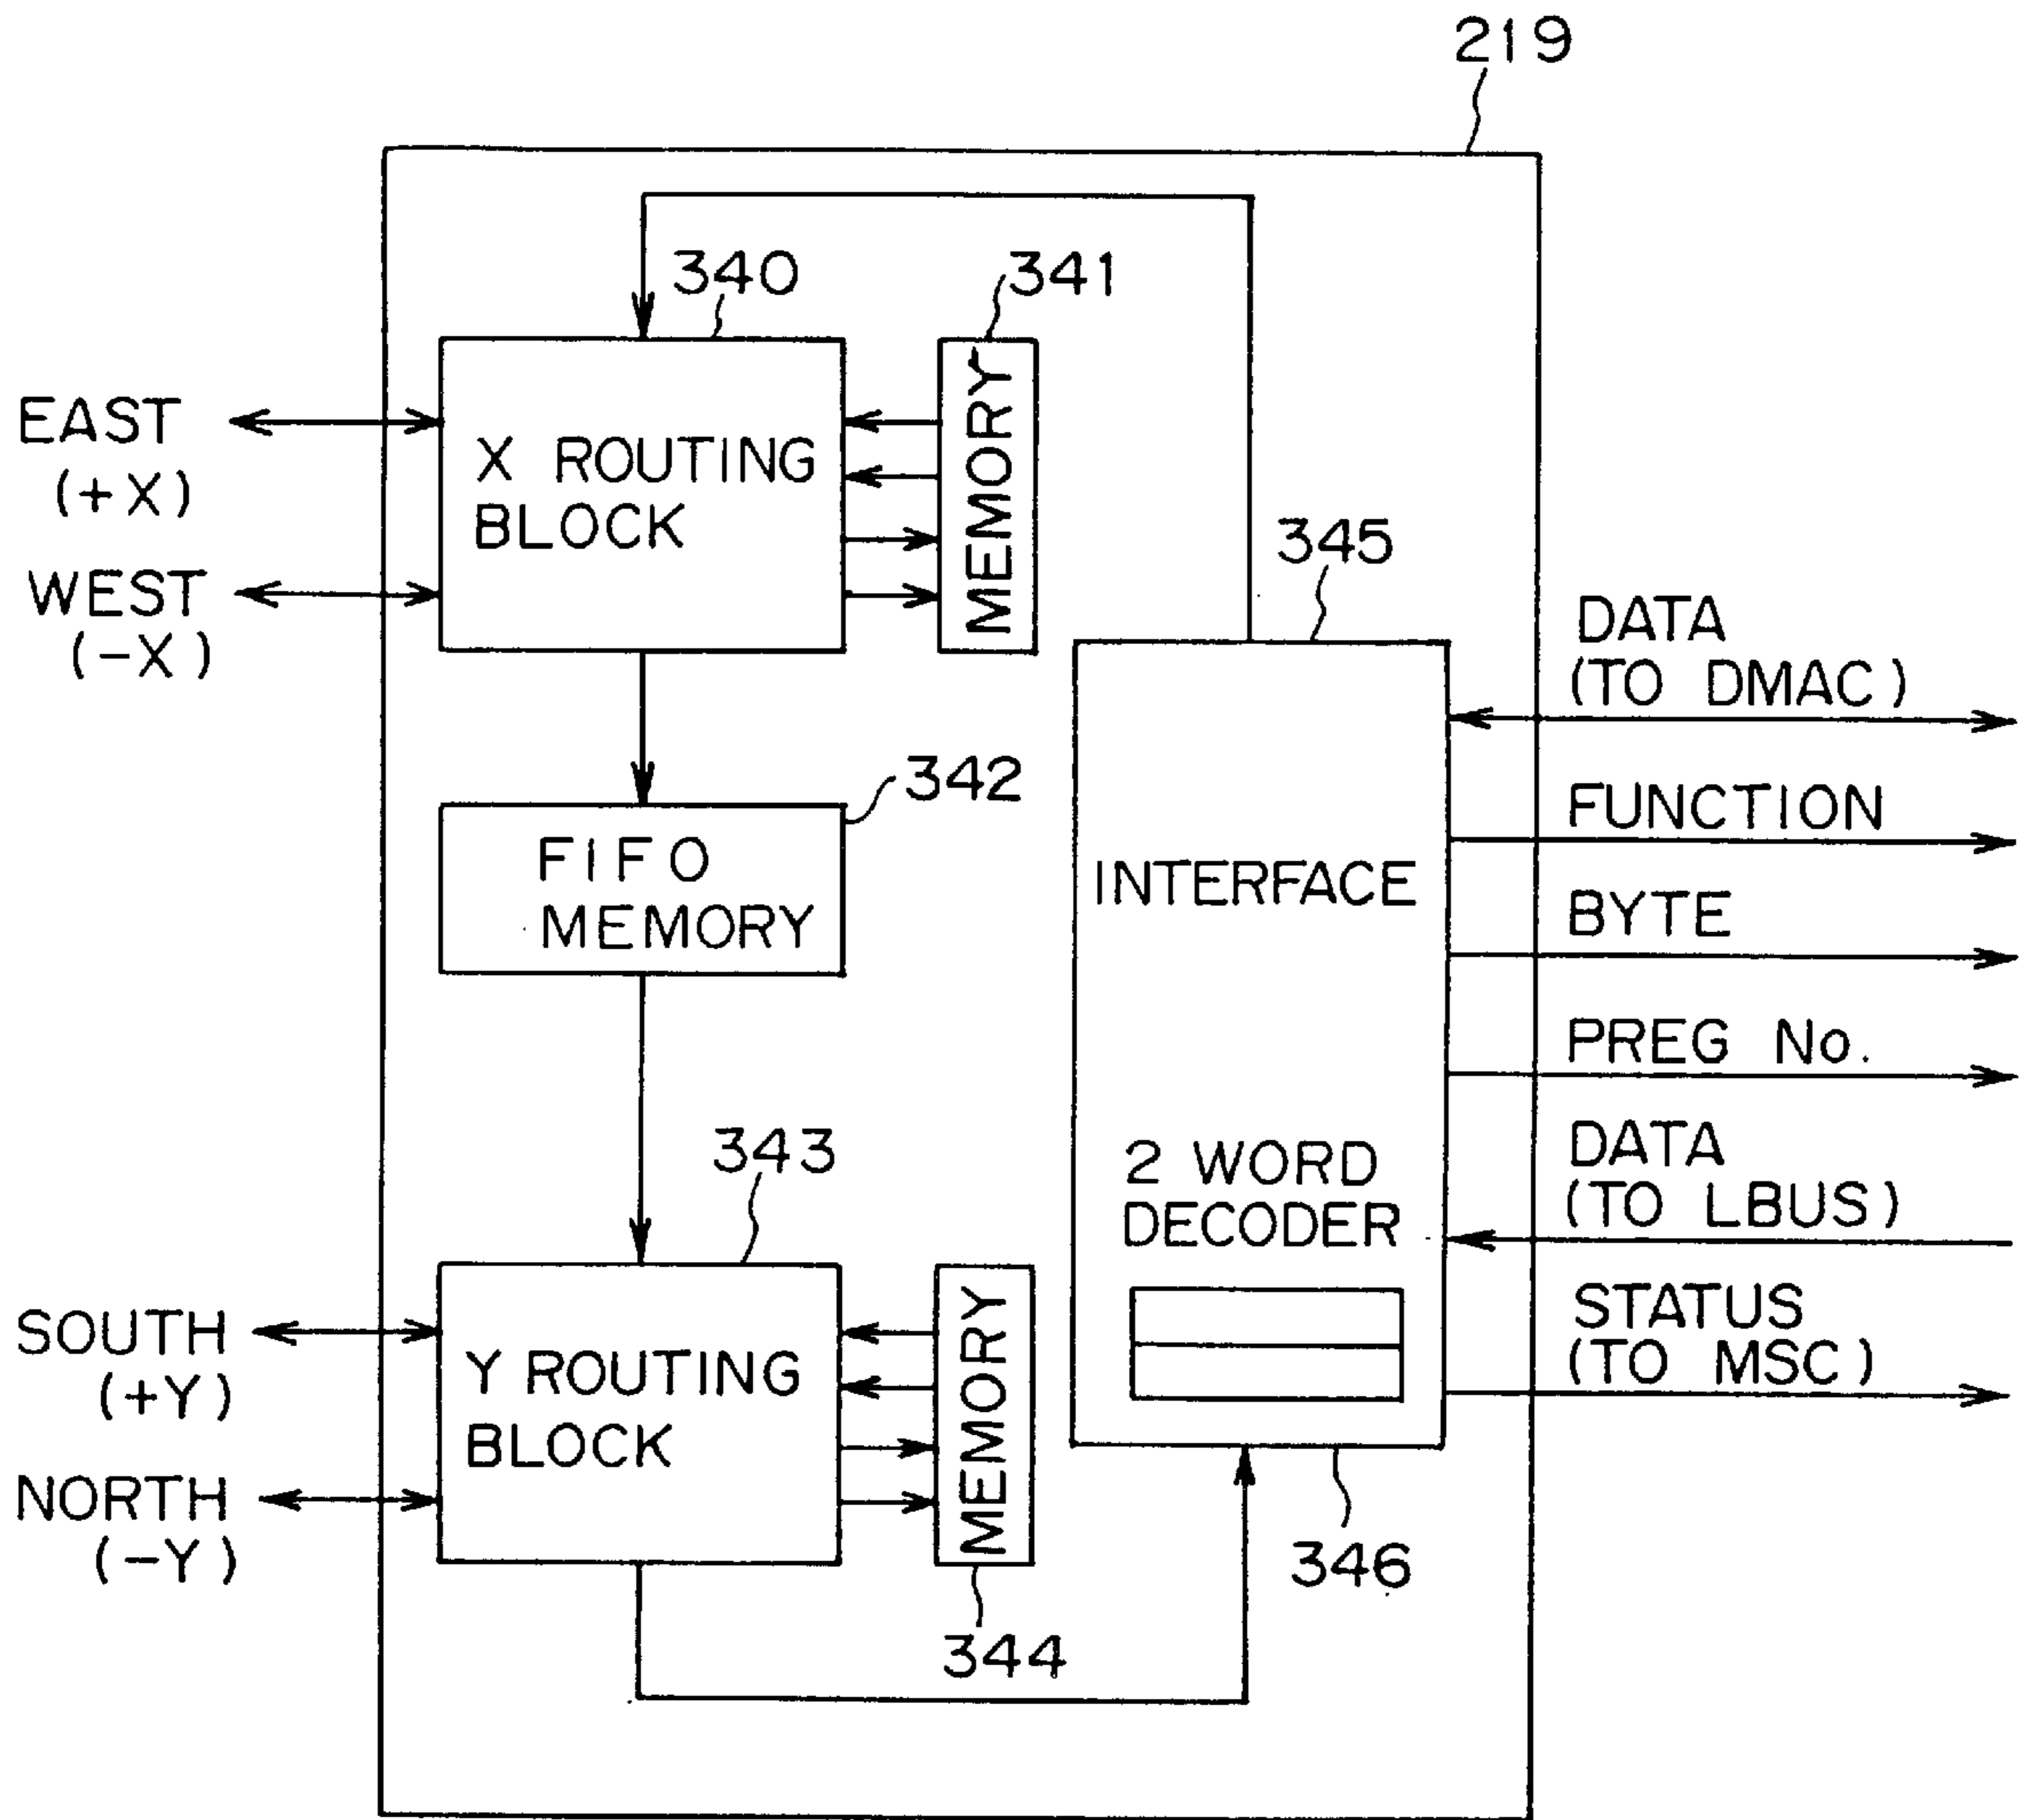 219
340
341
EAST
(+X)
WEST
(-X)
X ROUTING
BLOCK
MEMORY
345
DATA
(TO DMAC)
342
FIFO
MEMORY
FUNCTION
INTERFACE
BYTE
PREG No.
343
2 WORD
DECODER
DATA
(TO LBUS)
SOUTH
(+Y)
NORTH
(-Y)
Y ROUTING
BLOCK
MEMORY
STATUS
(TO MSC)
344
346